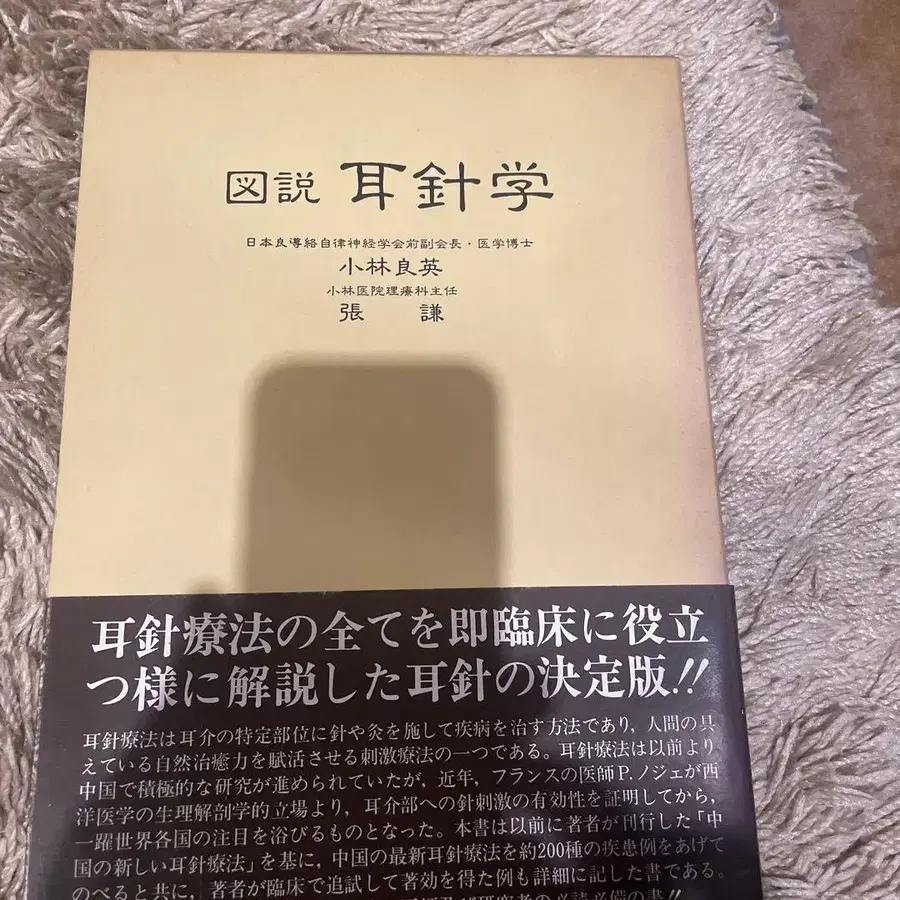 図説 耳針学
日本良導絡自律神経学会前副会長・医学博士
小林良英
小林医院理療科主任
張 謙
耳針療法の全てを即臨床に役立
つ様に解説した耳針の決定版!!
耳針療法は耳介の特定部位に針や灸を施して疾病を治す方法であり,人間の具
えている自然治癒力を賦活させる刺激療法の一つである。耳針療法は以前より
中国で積極的な研究が進められていたが,近年,フランスの医師P.ノジェが西
洋医学の生理解剖学的立場より,耳介部への針刺激の有効性を証明してから,
一躍世界各国の注目を浴びるものとなった。本書は以前に著者が刊行した「中
国の新しい耳針療法」を基に,中国の最新耳針療法を約200種の疾患例をあげて
のべると共に,著者が臨床で追試して著効を得た例も詳細に記した書である。
研究者の必読必備の書!!